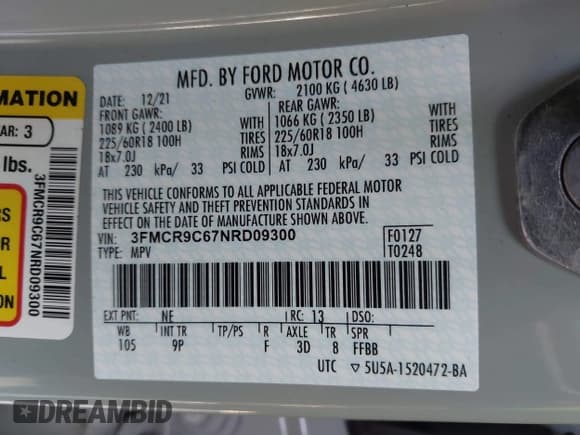 MFD. BY FORD MOTOR CO.
DATE: 12/21 GVWR: 2100 KG ( 4630 LB)
FRONT GAWR: REAR GAWR:
1089 KG ( 2400 LB) WITH 1066 KG ( 2350 LB) WITH
225/60R18 100H TIRES 225/60R18 100H TIRES
18x7.0J RIMS 18x7.0J RIMS
AT 230 kPa/ 33 PSI COLD AT 230 kPa/ 33 PSI COLD
THIS VEHICLE CONFORMS TO ALL APPLICABLE FEDERAL MOTOR
VEHICLE SAFETY AND THEFT PREVENTION STANDARDS IN
EFFECT ON THE DATE OF MANUFACTURE SHOWN ABOVE.
VIN: 3FMCR9C67NRD09300 F0127
TYPE: MPV T0248
EXT PNT: NE RC: 13 DSO:
WB INT TR TP/PS R AXLE TR SPR
105 9P F 3D 8 FFBB
UTC ▽ 5U5A-1520472-BA
MATION
AR: 3
lbs.
3FMCR9C67NRD09300
RS
S
ON
DREAMBID